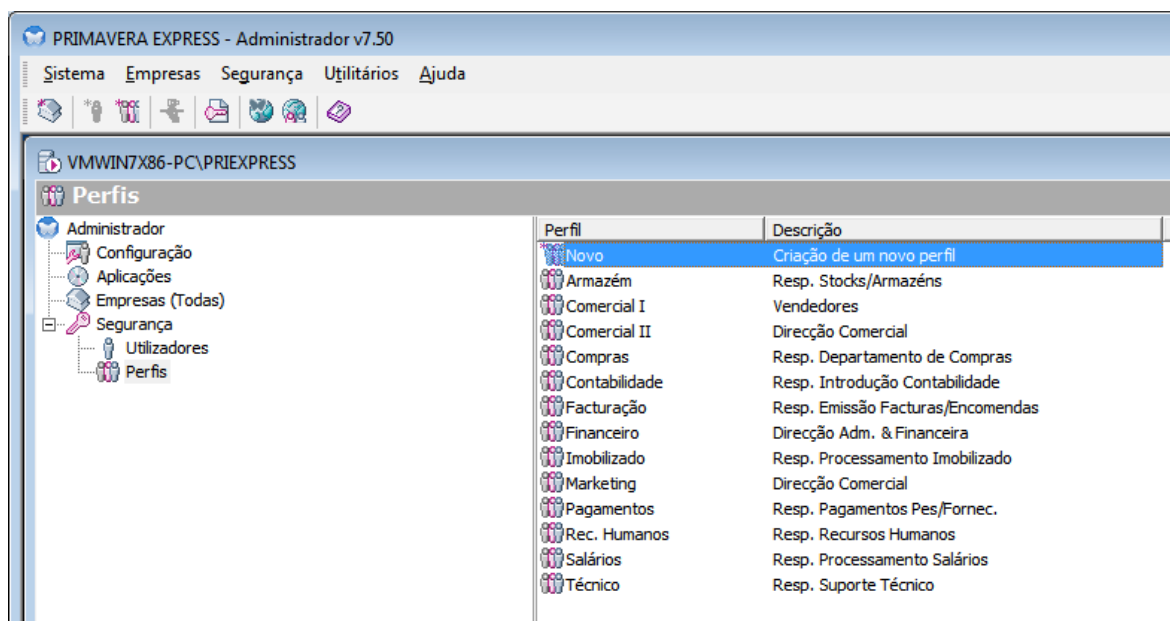 PRIMAVERA EXPRESS - Administrador v7.50
Sistema Empresas Segurança Utilitários Ajuda
VMWIN7X86-PC\PRIEXPRESS
Perfis
Administrador
Configuração
Aplicações
Empresas (Todas)
Segurança
Utilizadores
Perfis
Perfil Descrição
Novo Criação de um novo perfil
Armazém Resp. Stocks/Armazéns
Comercial I Vendedores
Comercial II Direcção Comercial
Compras Resp. Departamento de Compras
Contabilidade Resp. Introdução Contabilidade
Facturação Resp. Emissão Facturas/Encomendas
Financeiro Direcção Adm. & Financeira
Imobilizado Resp. Processamento Imobilizado
Marketing Direcção Comercial
Pagamentos Resp. Pagamentos Pes/Fornec.
Rec. Humanos Resp. Recursos Humanos
Salários Resp. Processamento Salários
Técnico Resp. Suporte Técnico